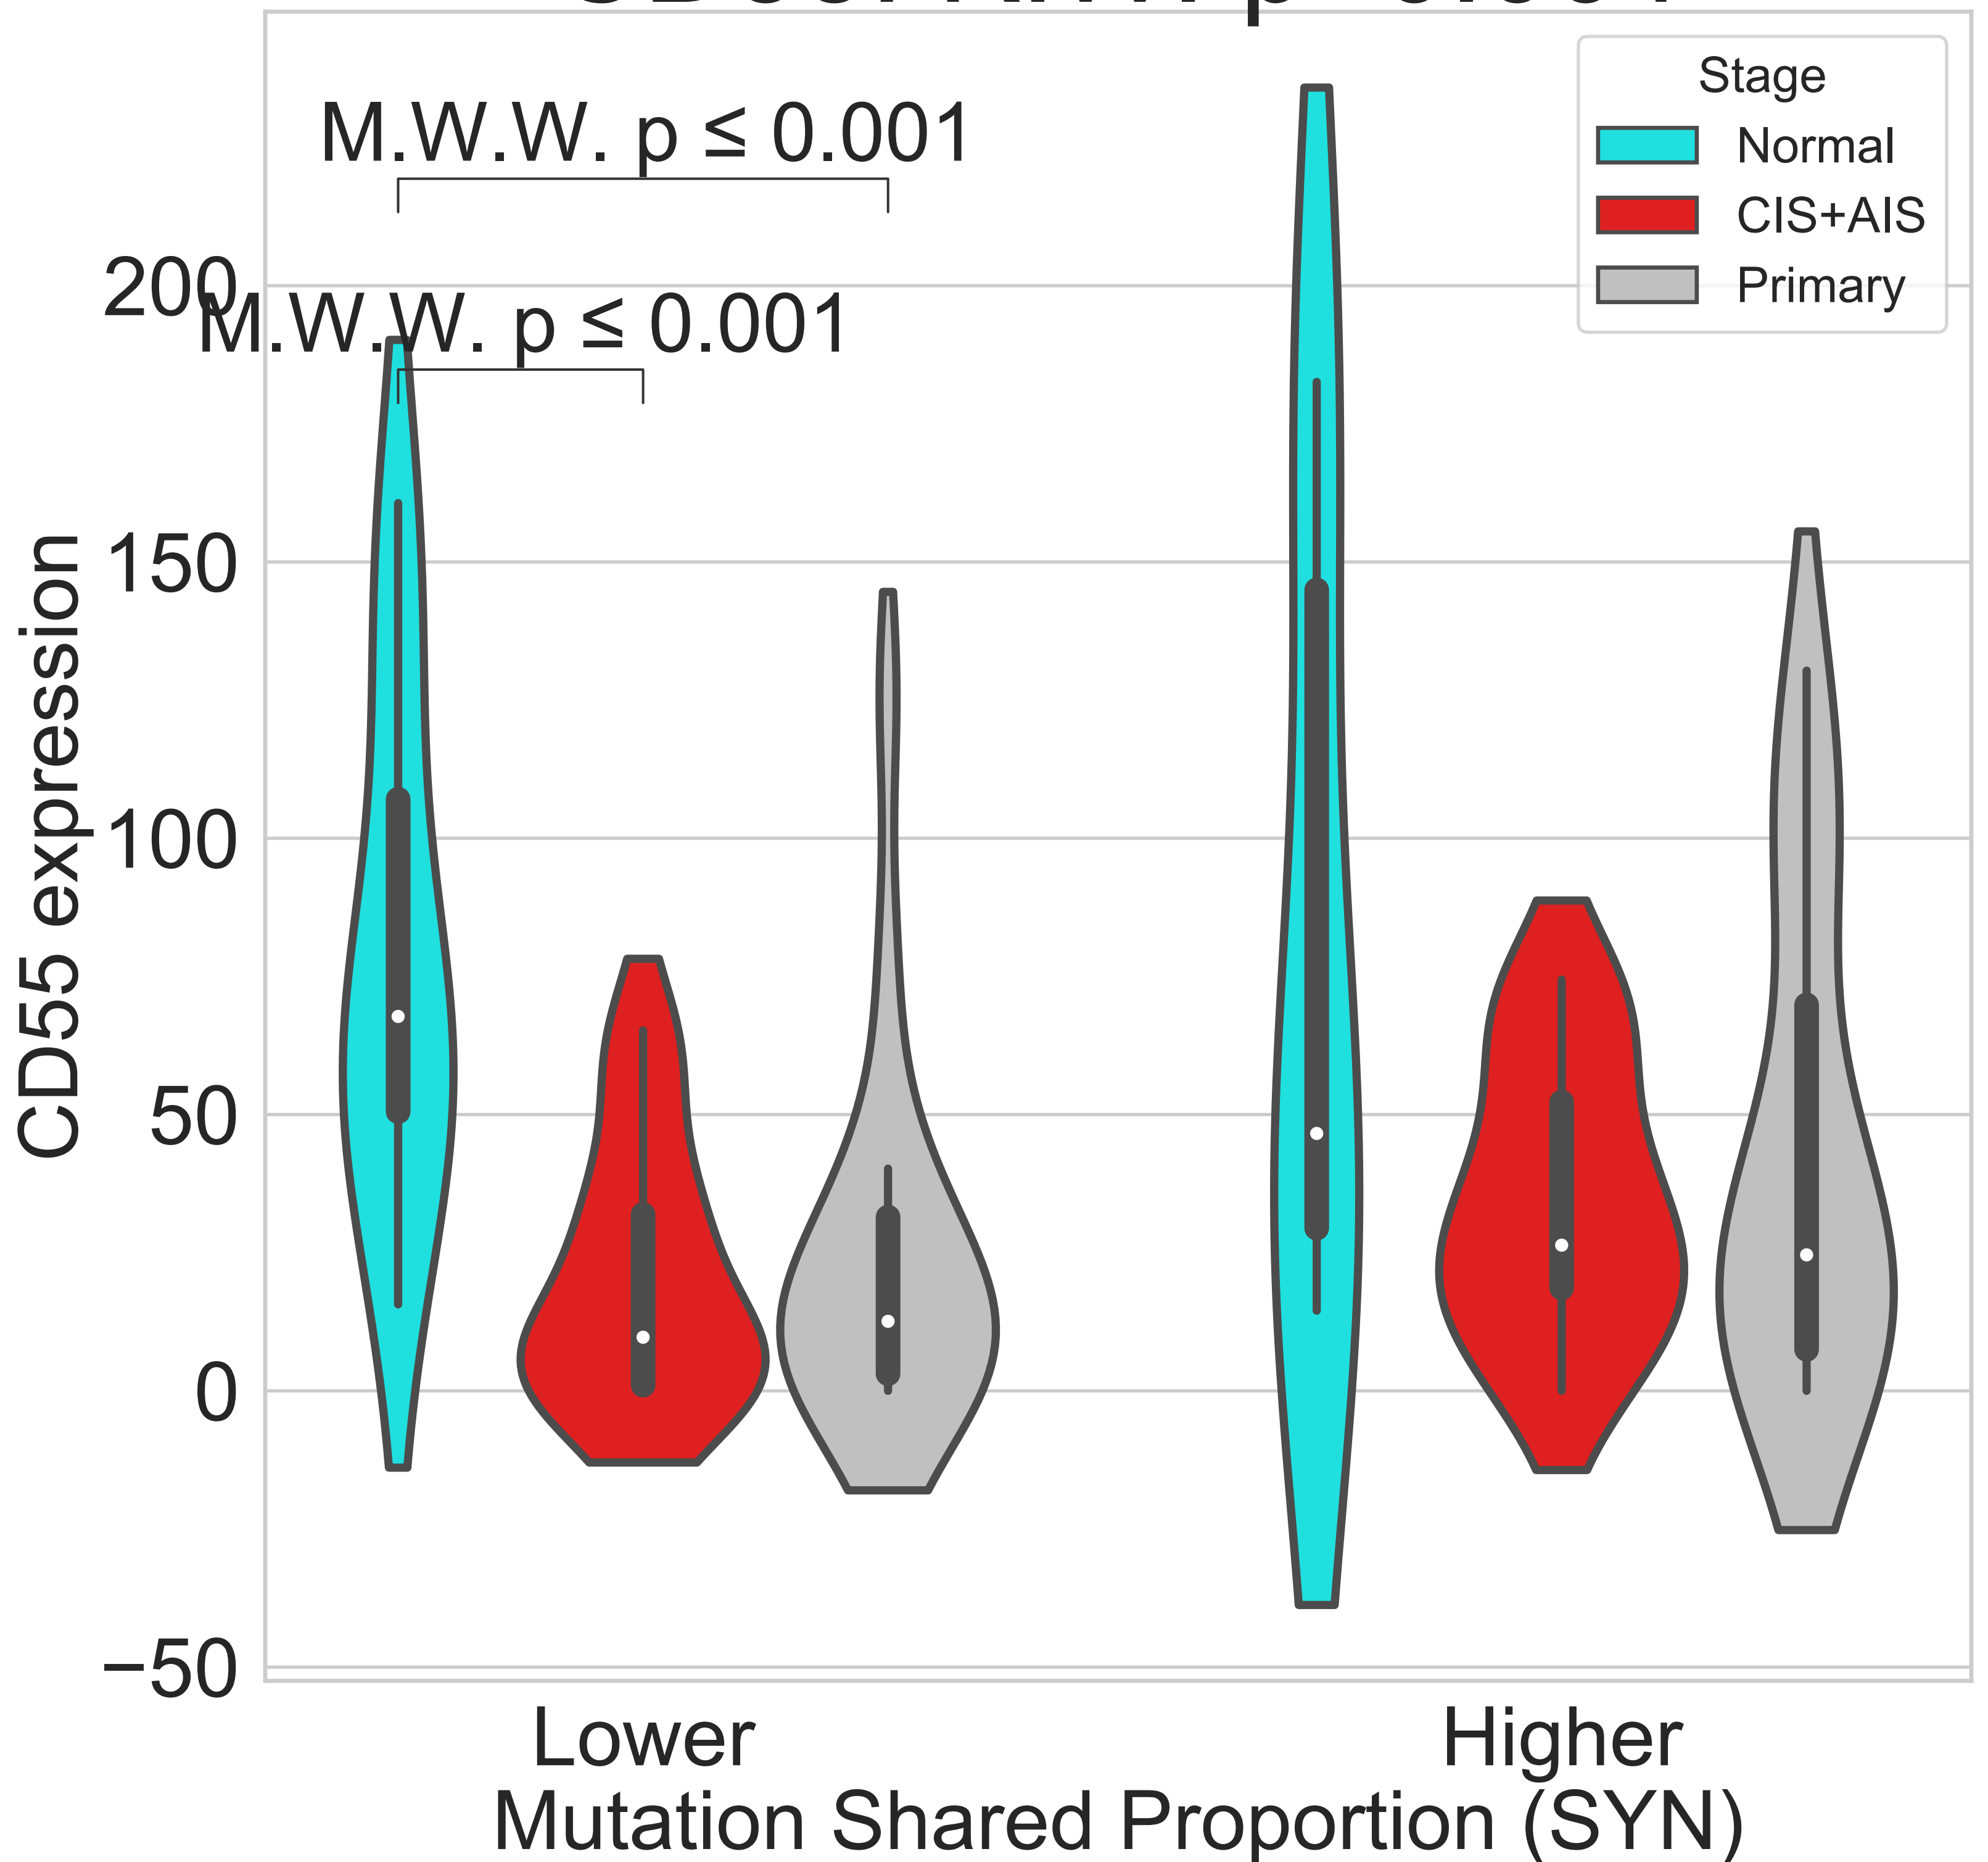 Stage
Normal
CIS+AIS
Primary
M.W.W. p ≤ 0.001
M.W.W. p ≤ 0.001
200
150
100
50
0
−50
CD55 expression
Lower
Higher
Mutation Shared Proportion (SYN)